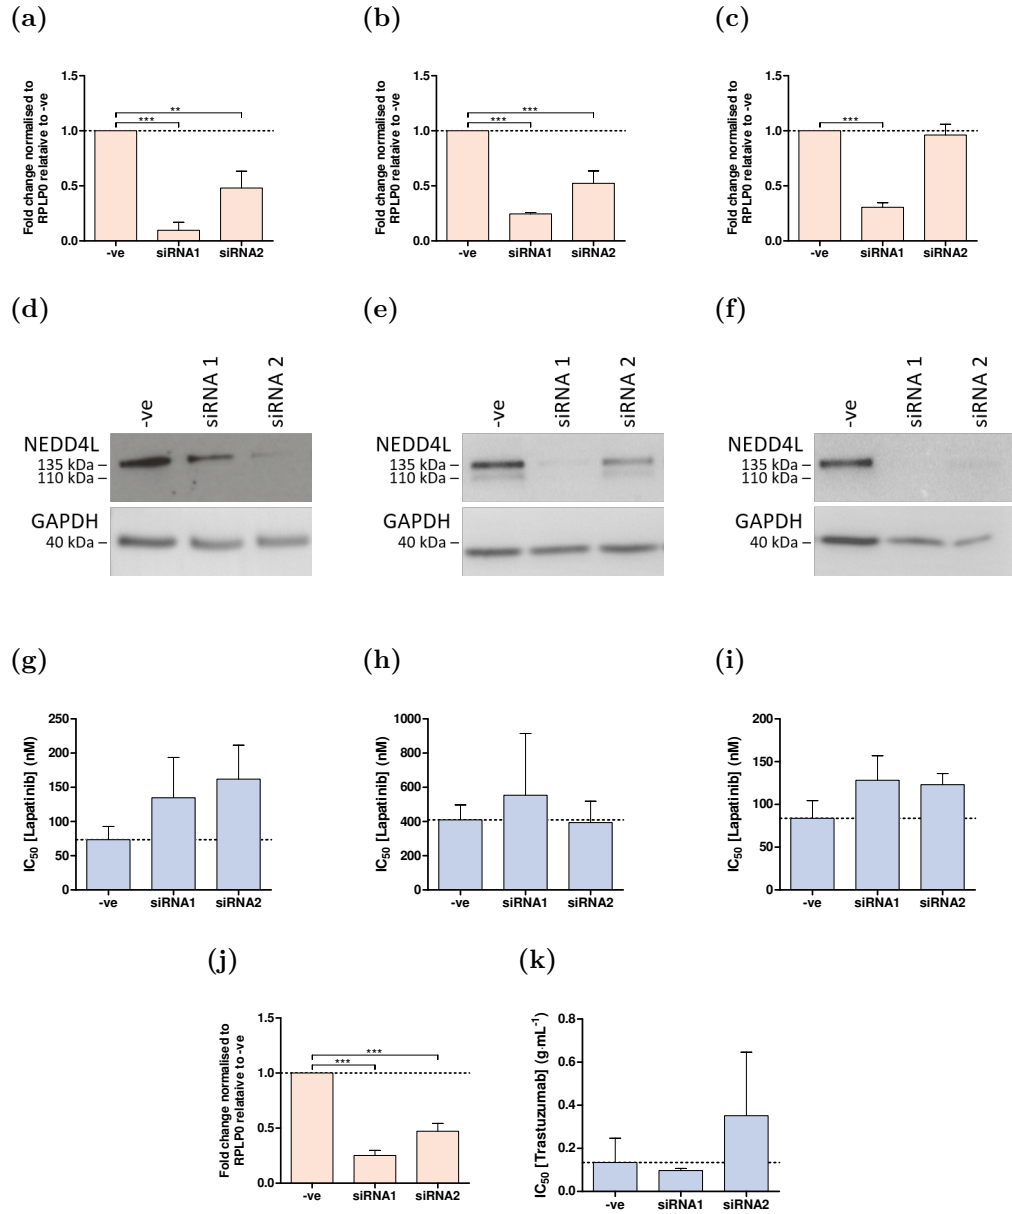 (a)
(b)
(c)
Fold change normalised to
RPLP0 relataive to -ve
1.5
1.0
0.5
0.0
**
***
-ve siRNA1 siRNA2
Fold change normalised to
RPLP0 relataive to -ve
1.5
1.0
0.5
0.0
***
***
-ve siRNA1 siRNA2
Fold change normalised to
RPLP0 relataive to -ve
1.5
1.0
0.5
0.0
***
-ve siRNA1 siRNA2
(d)
(e)
(f)
-ve
siRNA 1
siRNA 2
NEDD4L
135 kDa –
110 kDa –
GAPDH
40 kDa –
-ve
siRNA 1
siRNA 2
NEDD4L
135 kDa –
110 kDa –
GAPDH
40 kDa –
-ve
siRNA 1
siRNA 2
NEDD4L
135 kDa –
110 kDa –
GAPDH
40 kDa –
(g)
(h)
(i)
IC50 [Lapatinib] (nM)
250
200
150
100
50
0
-ve siRNA1 siRNA2
IC50 [Lapatinib] (nM)
1000
800
600
400
200
0
-ve siRNA1 siRNA2
IC50 [Lapatinib] (nM)
200
150
100
50
0
-ve siRNA1 siRNA2
(j)
(k)
Fold change normalised to
RPLP0 relataive to -ve
1.5
1.0
0.5
0.0
***
***
-ve siRNA1 siRNA2
IC50 [Trastuzumab] (g·mL-1)
0.8
0.6
0.4
0.2
0.0
-ve siRNA1 siRNA2